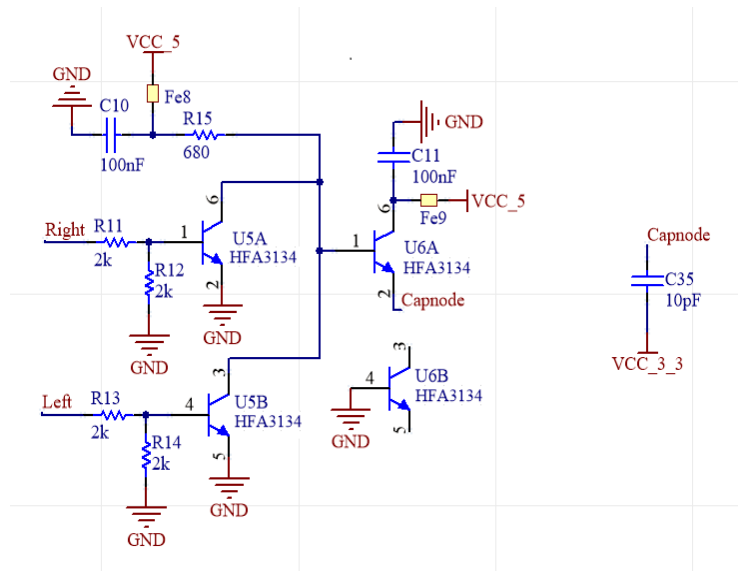 VCC_5
GND
Fe8
C10
R15
100nF
680
GND
C11
100nF
6
VCC_5
Fe9
6
Right
R11
1
2k
U5A
HFA3134
R12
2k
2
GND
GND
1
U6A
HFA3134
2
Capnode
Capnode
C35
10pF
VCC_3_3
3
4
U6B
HFA3134
5
GND
3
Left
R13
4
2k
U5B
HFA3134
R14
2k
5
GND
GND